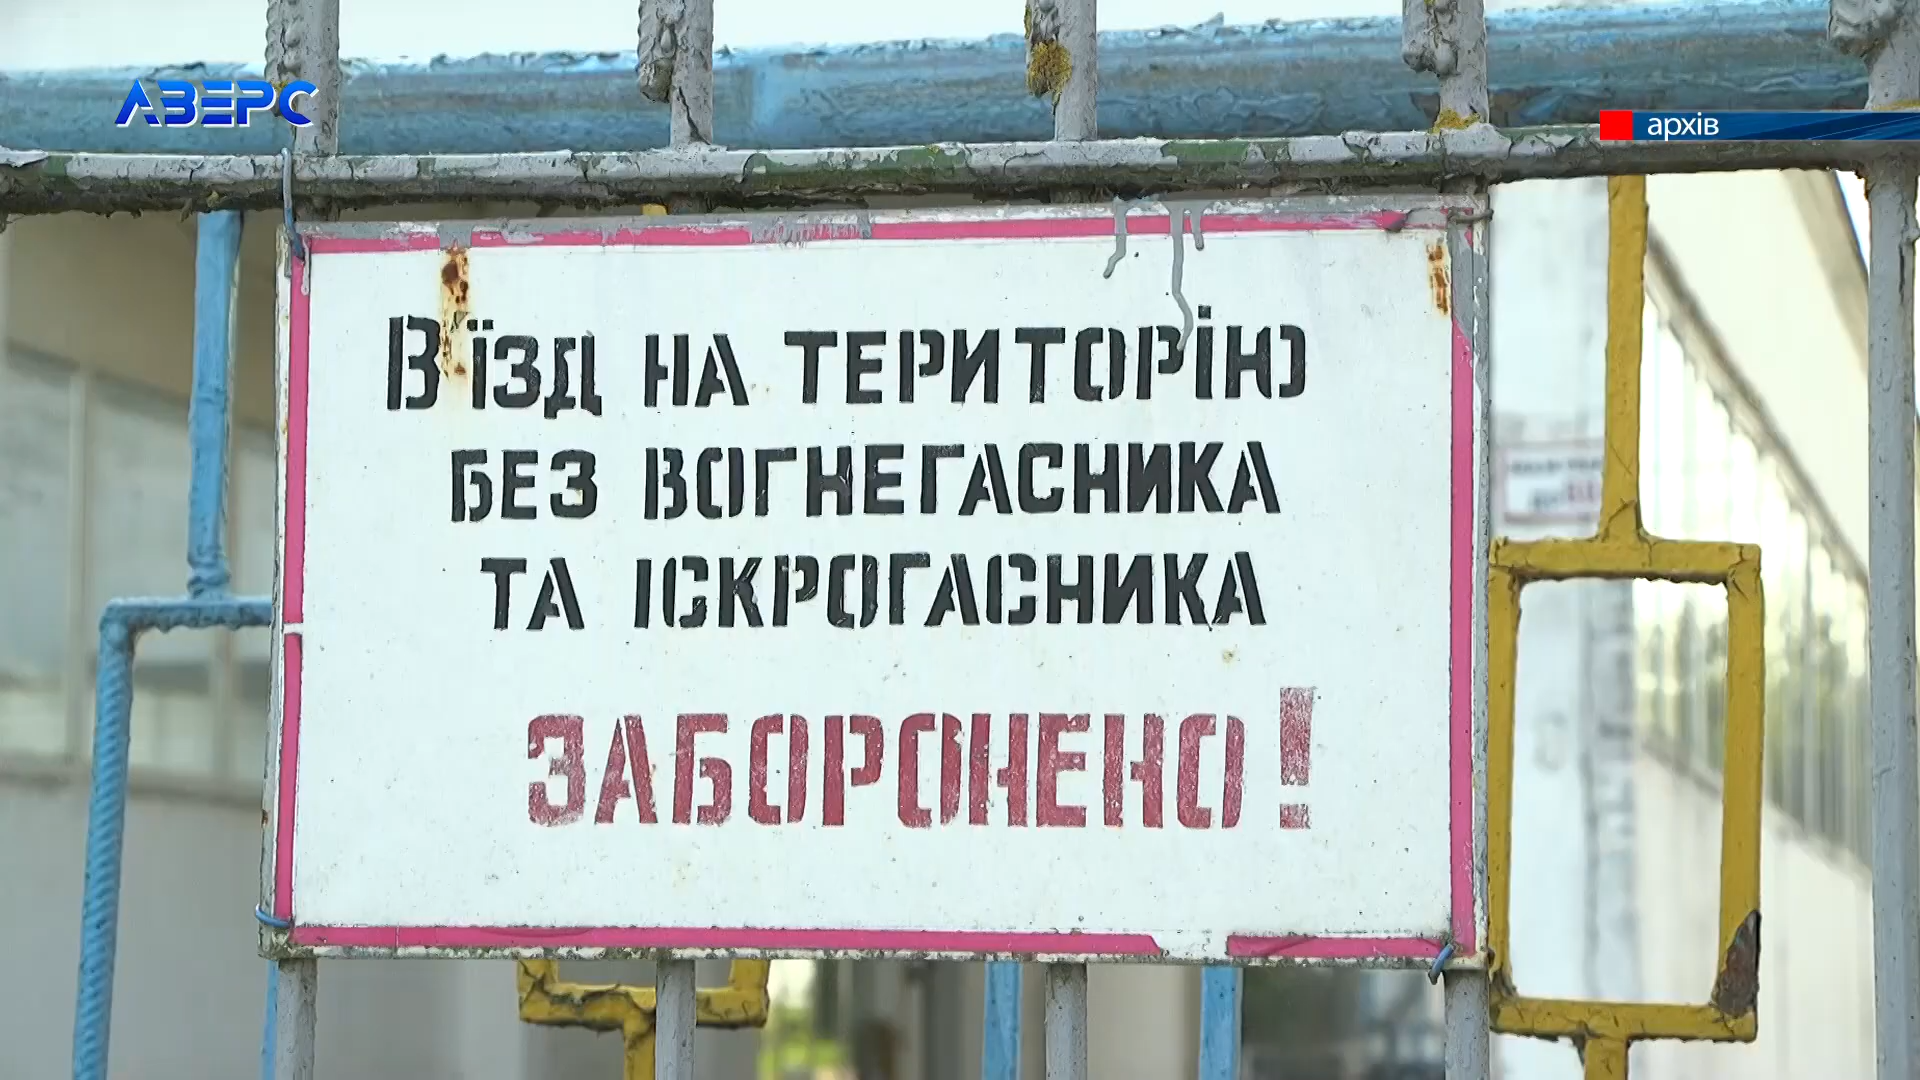 АВЕРС
архів
В'їзд на територію
без вогнегасника
та іскрогасника
заборонено!